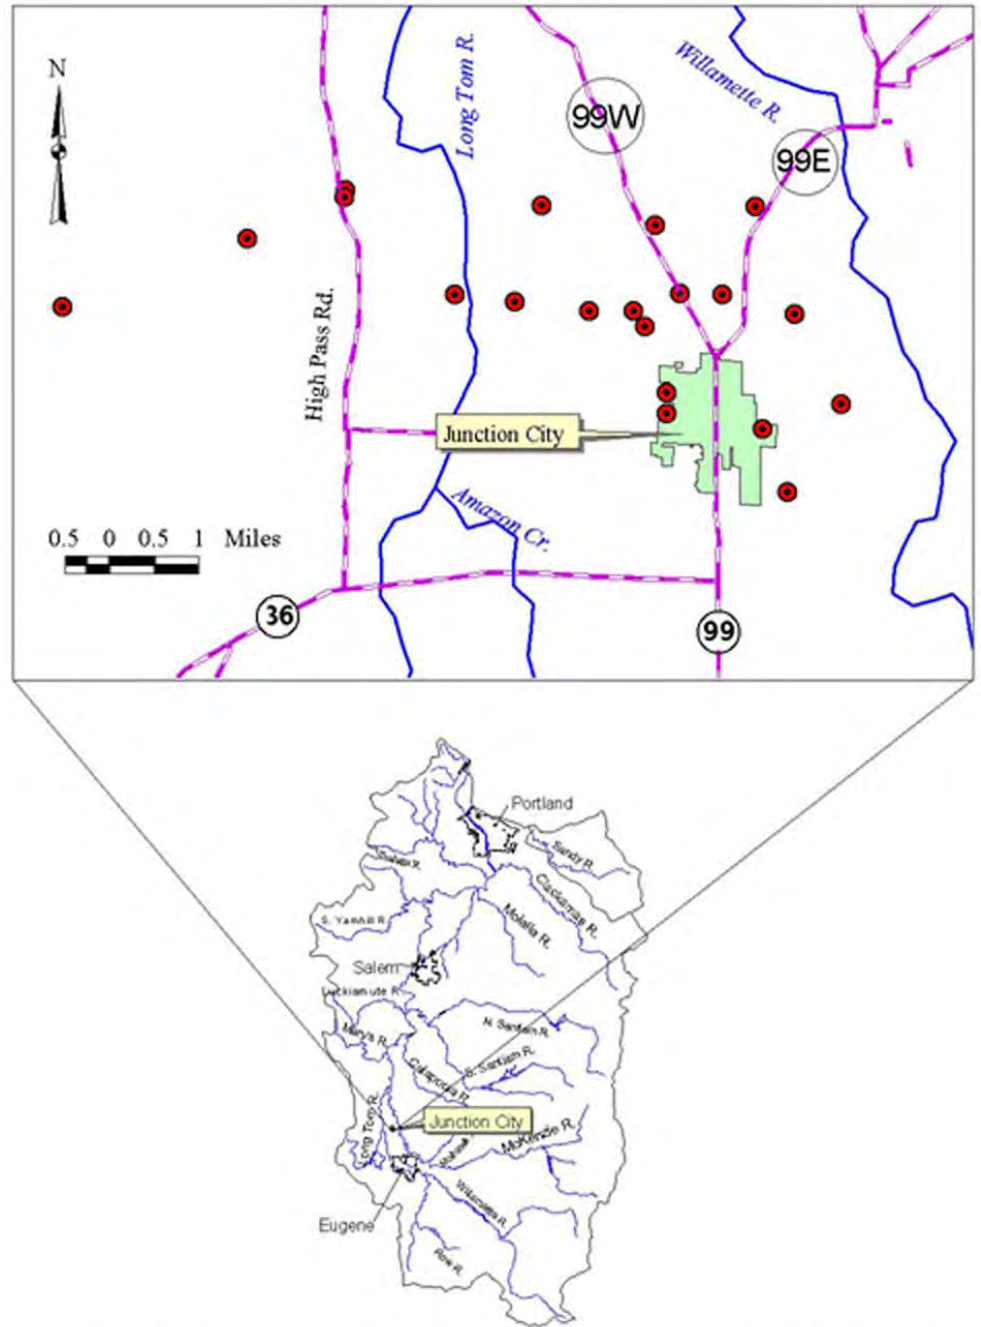 N
Long Tom R.
99W
Willamette R.
99E
High Pass Rd.
Junction City
Amazon Cr.
0.5 0 0.5 1 Miles
36
99
Portland
Sandy R.
Clackamas R.
Molalla R.
S. Yamhill R.
Salem
Luckiamute R.
N. Santiam R.
Mary's R.
S. Santiam R.
Calapooia R.
Long Tom R.
Junction City
McKenzie R.
Willamette R.
Eugene
Row R.